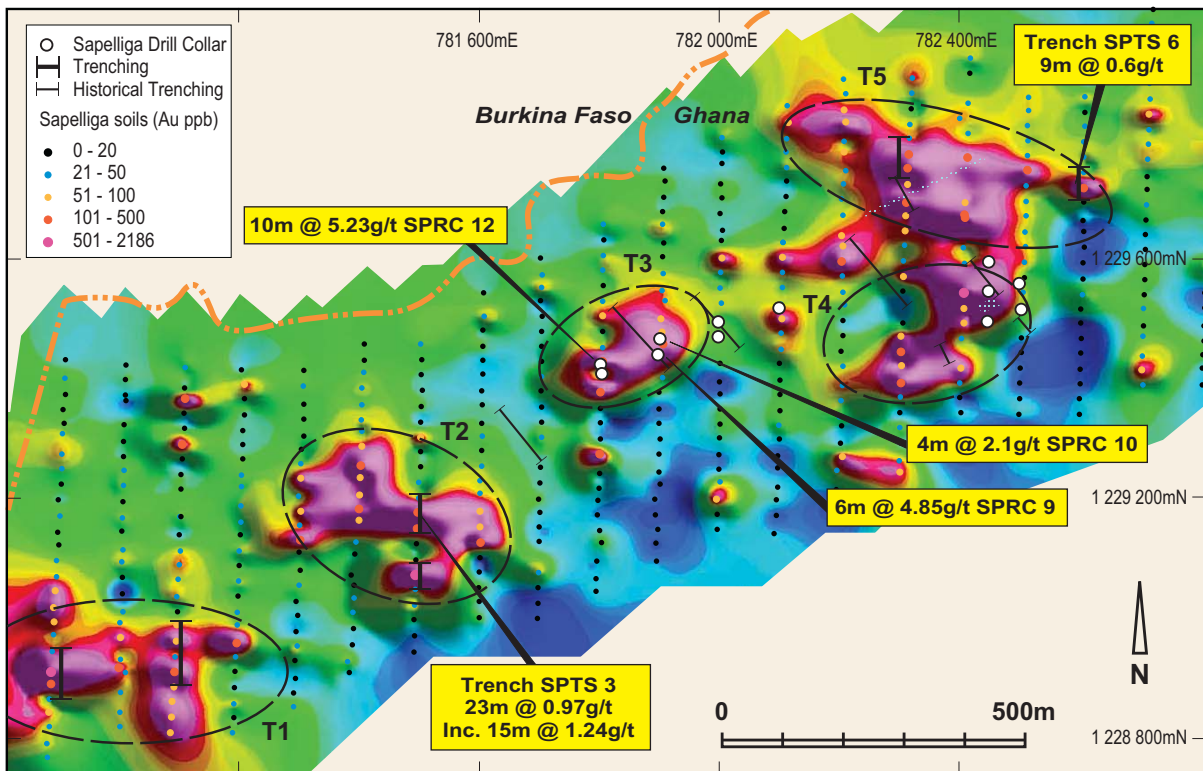 781 600mE
782 000mE
782 400mE
Sapelliga Drill Collar
Trenching
Historical Trenching
Sapelliga soils (Au ppb)
0 - 20
21 - 50
51 - 100
101 - 500
501 - 2186
Burkina Faso
Ghana
T5
Trench SPTS 6
9m @ 0.6g/t
10m @ 5.23g/t SPRC 12
T3
1 229 600mN
T4
T2
4m @ 2.1g/t SPRC 10
6m @ 4.85g/t SPRC 9
1 229 200mN
T1
Trench SPTS 3
23m @ 0.97g/t
Inc. 15m @ 1.24g/t
N
0
500m
1 228 800mN